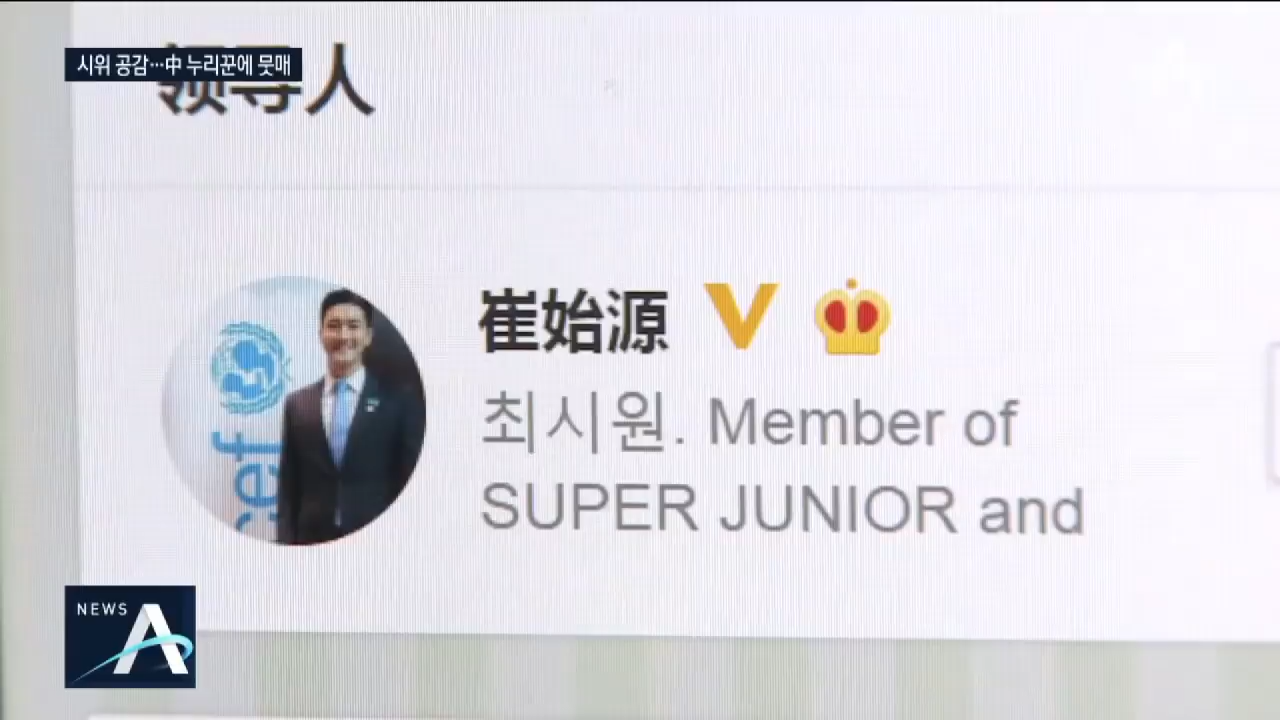 시위 공감…中 누리꾼에 뭇매
领导人
崔始源
최시원. Member of
SUPER JUNIOR and
cef
NEWS A